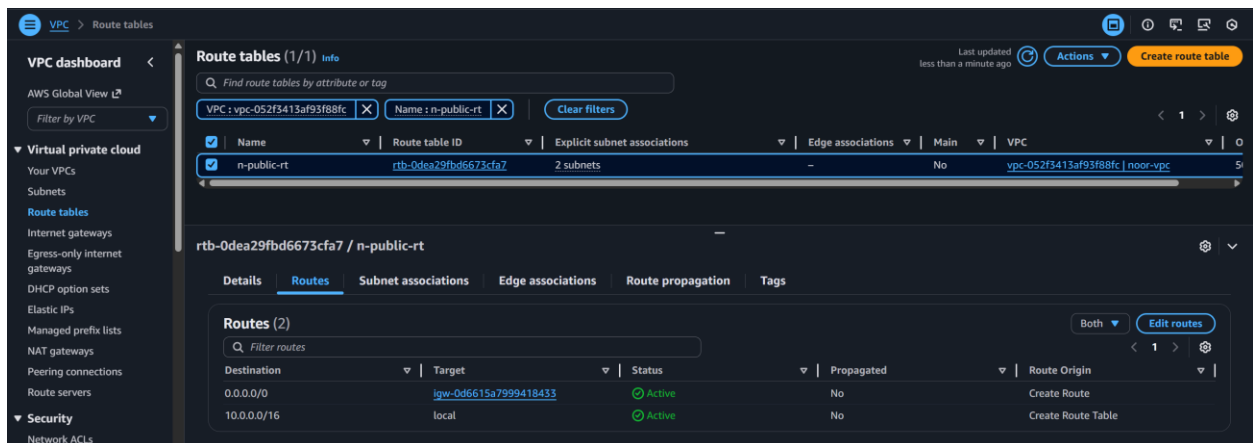 VPC > Route tables
VPC dashboard
AWS Global View
Filter by VPC
Virtual private cloud
Your VPCs
Subnets
Route tables
Internet gateways
Egress-only internet
gateways
DHCP option sets
Elastic IPs
Managed prefix lists
NAT gateways
Peering connections
Route servers
Security
Network ACLs
Route tables (1/1) Info
Last updated
less than a minute ago
Actions
Create route table
Find route tables by attribute or tag
VPC : vpc-052f3413af93f88fc
Name : n-public-rt
Clear filters
1
Name Route table ID Explicit subnet associations Edge associations Main VPC O
n-public-rt rtb-0dea29fbd6673cfa7 2 subnets – No vpc-052f3413af93f88fc | noor-vpc
rtb-0dea29fbd6673cfa7 / n-public-rt
Details Routes Subnet associations Edge associations Route propagation Tags
Routes (2)
Both
Edit routes
Filter routes
1
Destination Target Status Propagated Route Origin
0.0.0.0/0 igw-0d6615a7999418433 Active No Create Route
10.0.0.0/16 local Active No Create Route Table